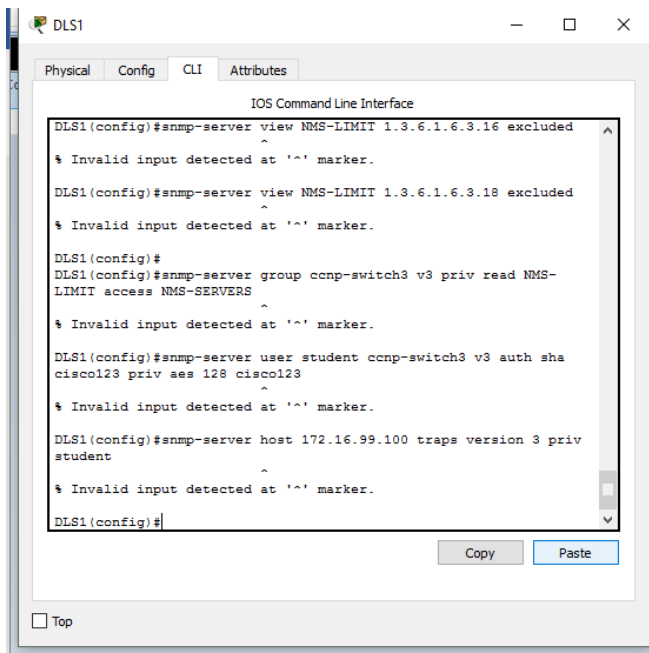 DLS1
Physical Config CLI Attributes
IOS Command Line Interface
DLS1(config)#snmp-server view NMS-LIMIT 1.3.6.1.6.3.16 excluded
^
% Invalid input detected at '^' marker.
DLS1(config)#snmp-server view NMS-LIMIT 1.3.6.1.6.3.18 excluded
^
% Invalid input detected at '^' marker.
DLS1(config)#
DLS1(config)#snmp-server group ccnp-switch3 v3 priv read NMS-
LIMIT access NMS-SERVERS
^
% Invalid input detected at '^' marker.
DLS1(config)#snmp-server user student ccnp-switch3 v3 auth sha
cisco123 priv aes 128 cisco123
^
% Invalid input detected at '^' marker.
DLS1(config)#snmp-server host 172.16.99.100 traps version 3 priv
student
^
% Invalid input detected at '^' marker.
DLS1(config)#
Copy Paste
Top